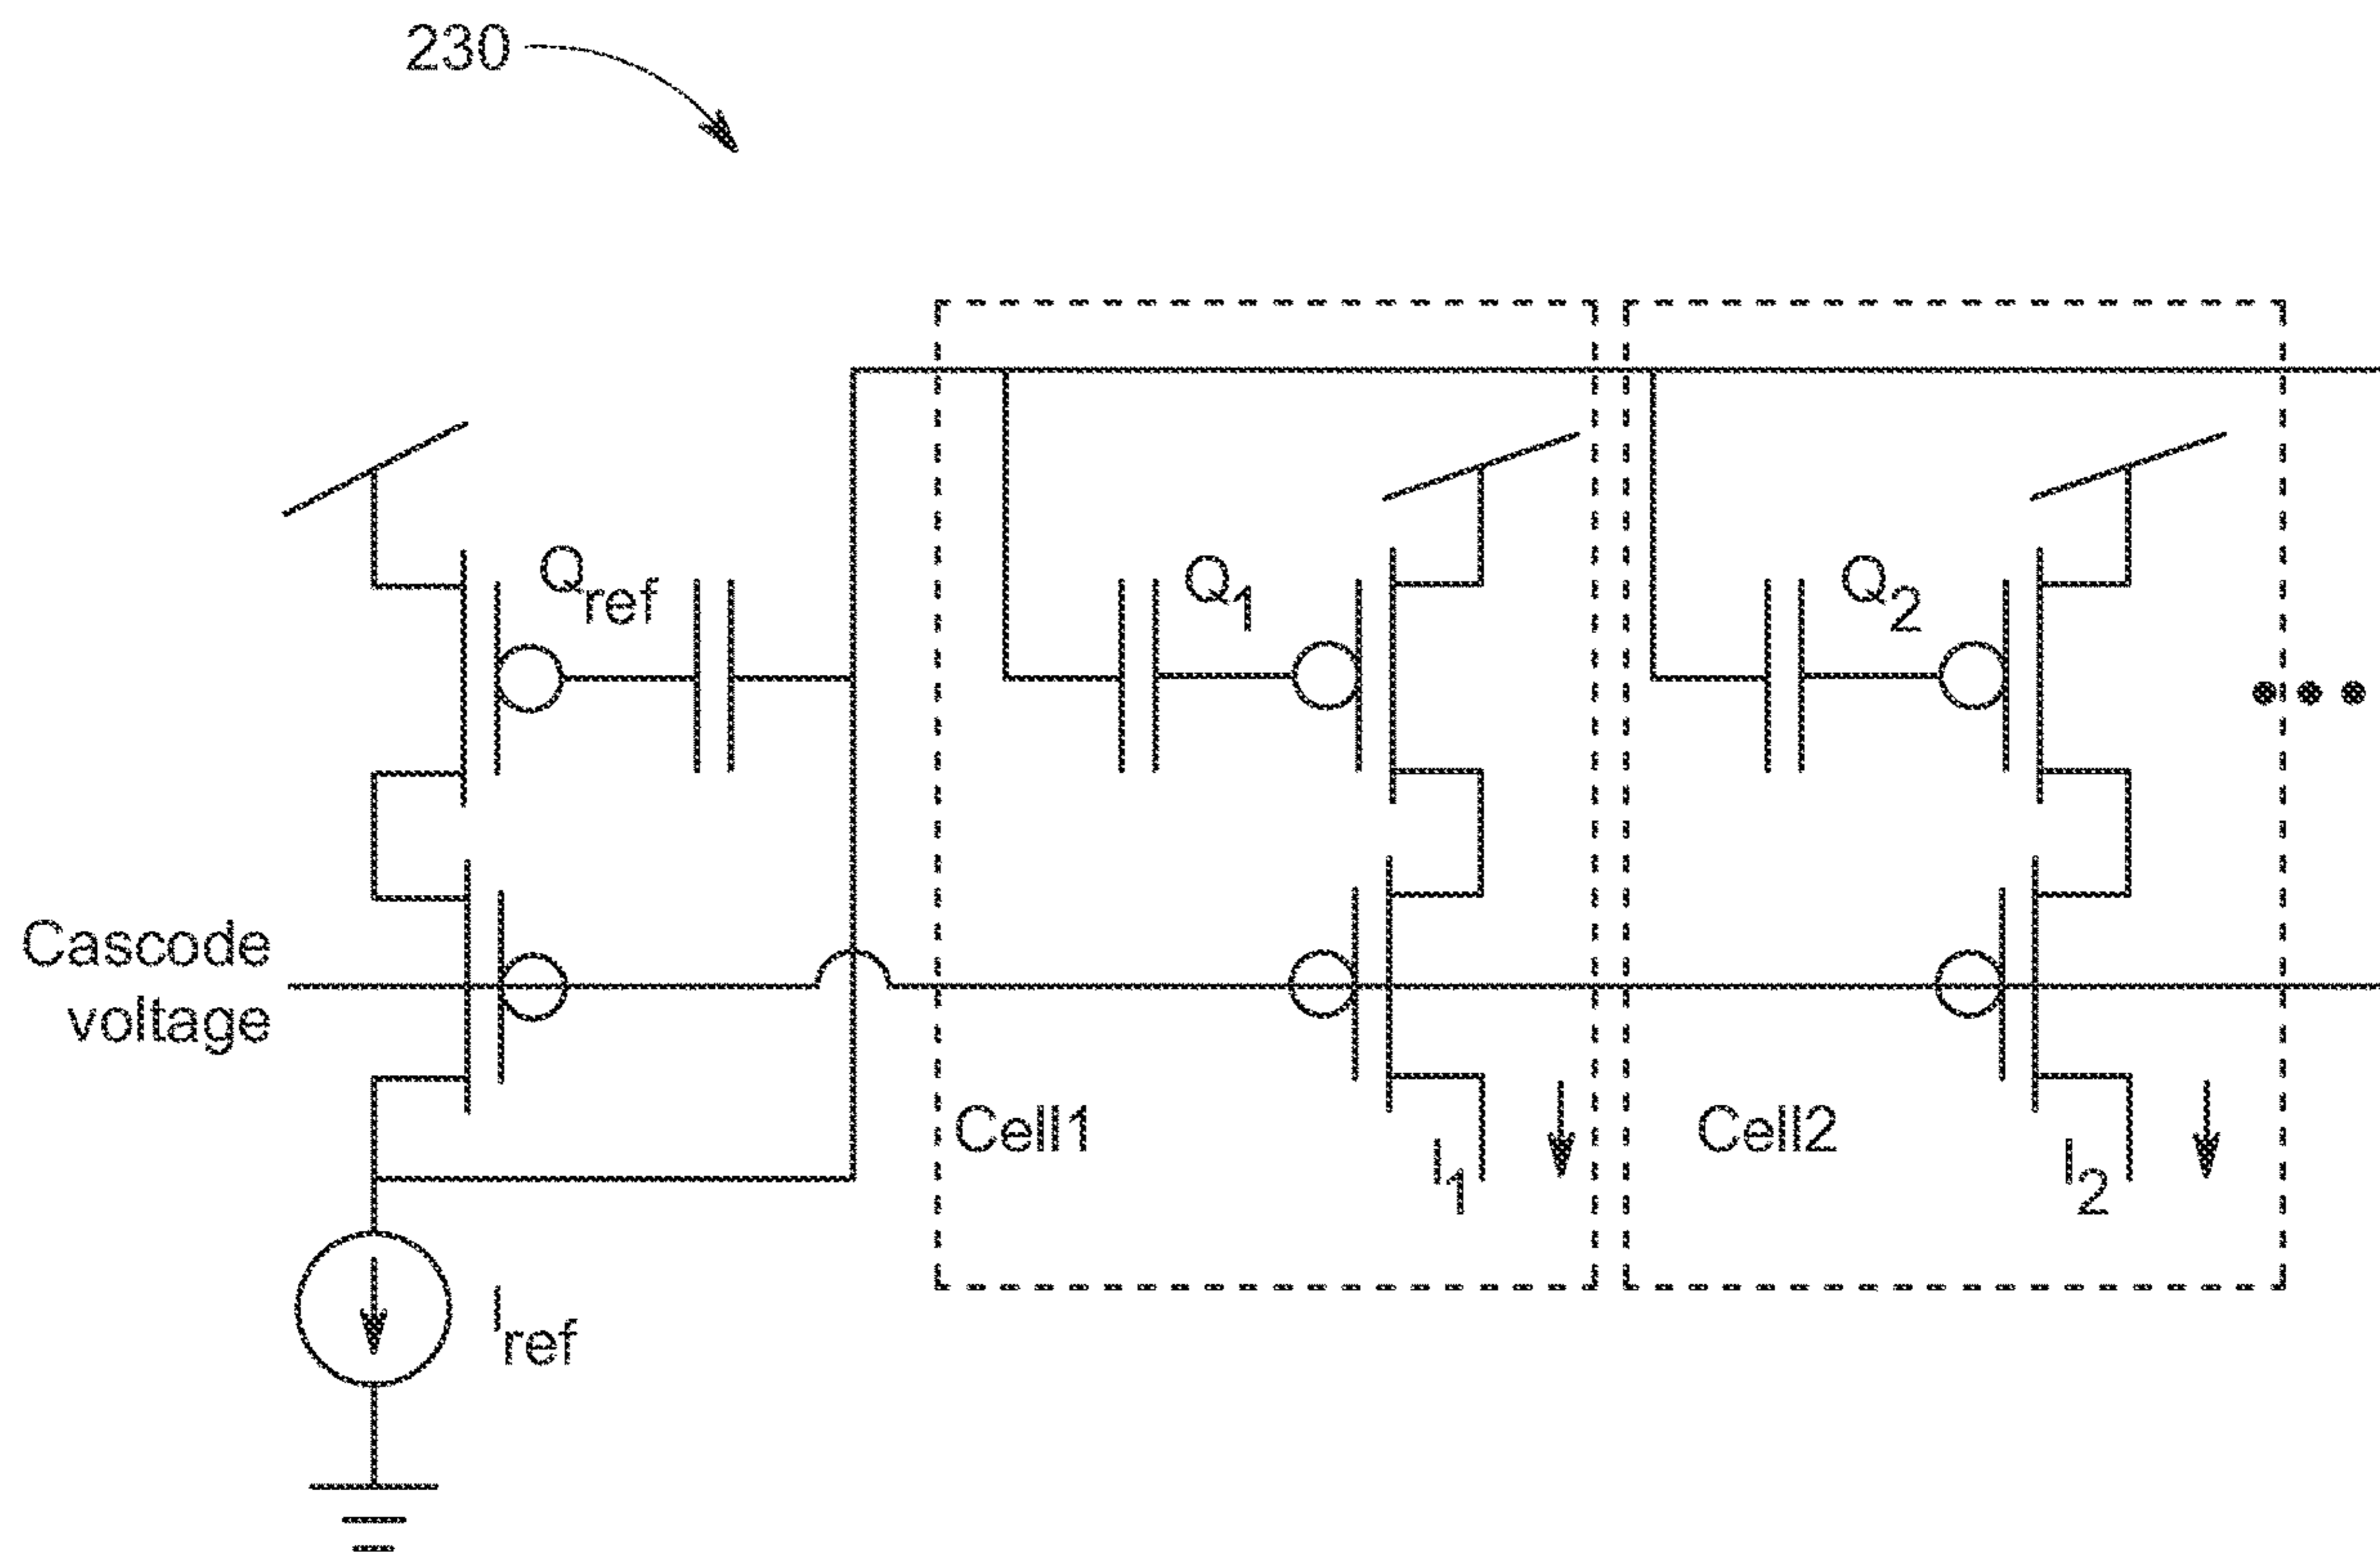 230
Qref
Q1
Q2
Cascode
voltage
Cell1
I1
Cell2
I2
Iref